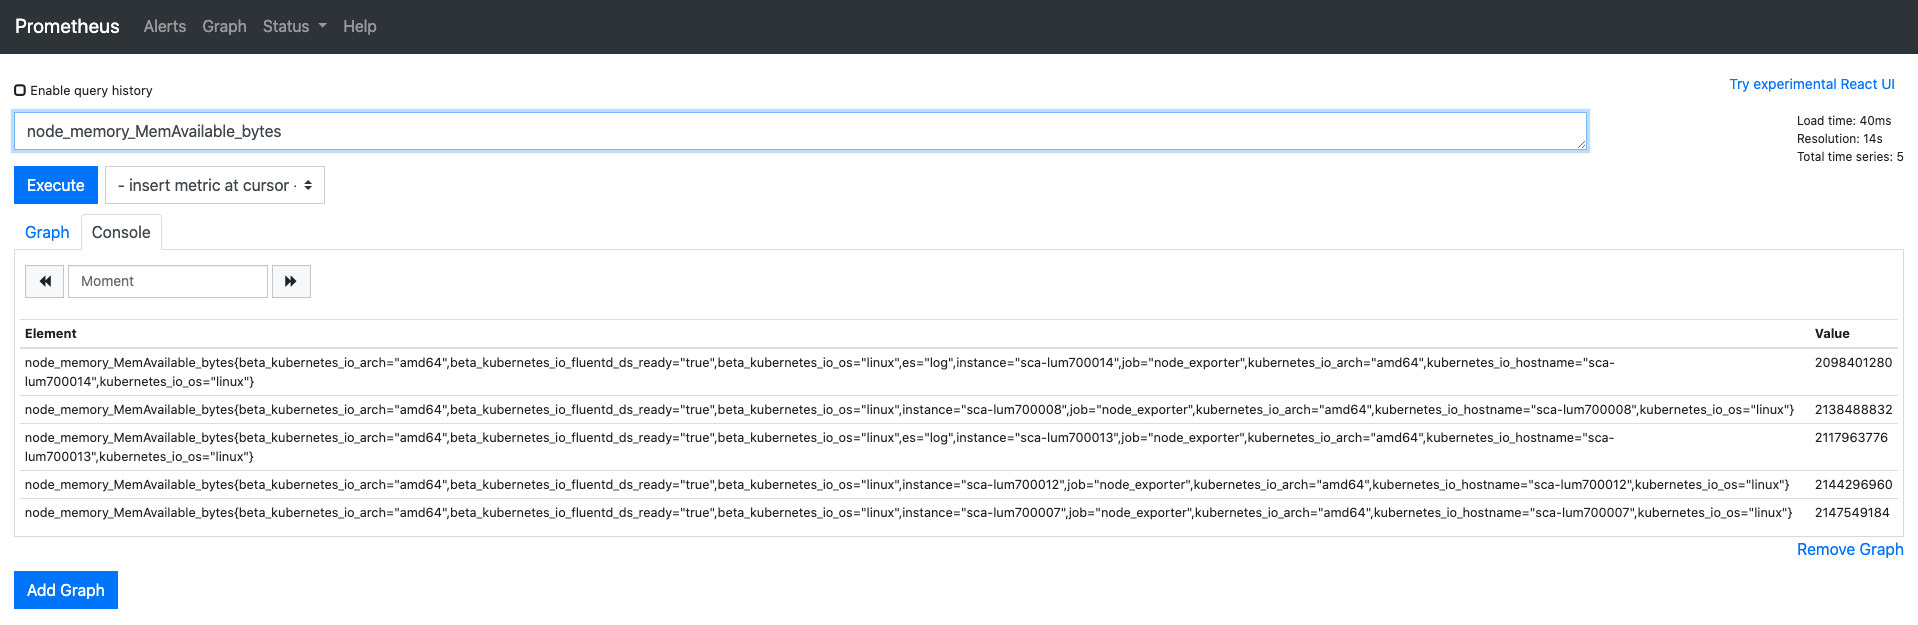 Prometheus Alerts Graph Status Help
Enable query history
Try experimental React UI
node_memory_MemAvailable_bytes
Load time: 40ms
Resolution: 14s
Total time series: 5
Execute - insert metric at cursor -
Graph Console
Moment
Element Value
node_memory_MemAvailable_bytes{beta_kubernetes_io_arch="amd64",beta_kubernetes_io_fluentd_ds_ready="true",beta_kubernetes_io_os="linux",es="log",instance="sca-lum700014",job="node_exporter",kubernetes_io_arch="amd64",kubernetes_io_hostname="sca- 2098401280
lum700014",kubernetes_io_os="linux"}
node_memory_MemAvailable_bytes{beta_kubernetes_io_arch="amd64",beta_kubernetes_io_fluentd_ds_ready="true",beta_kubernetes_io_os="linux",instance="sca-lum700008",job="node_exporter",kubernetes_io_arch="amd64",kubernetes_io_hostname="sca-lum700008",kubernetes_io_os="linux"} 2138488832
node_memory_MemAvailable_bytes{beta_kubernetes_io_arch="amd64",beta_kubernetes_io_fluentd_ds_ready="true",beta_kubernetes_io_os="linux",es="log",instance="sca-lum700013",job="node_exporter",kubernetes_io_arch="amd64",kubernetes_io_hostname="sca- 2117963776
lum700013",kubernetes_io_os="linux"}
node_memory_MemAvailable_bytes{beta_kubernetes_io_arch="amd64",beta_kubernetes_io_fluentd_ds_ready="true",beta_kubernetes_io_os="linux",instance="sca-lum700012",job="node_exporter",kubernetes_io_arch="amd64",kubernetes_io_hostname="sca-lum700012",kubernetes_io_os="linux"} 2144296960
node_memory_MemAvailable_bytes{beta_kubernetes_io_arch="amd64",beta_kubernetes_io_fluentd_ds_ready="true",beta_kubernetes_io_os="linux",instance="sca-lum700007",job="node_exporter",kubernetes_io_arch="amd64",kubernetes_io_hostname="sca-lum700007",kubernetes_io_os="linux"} 2147549184
Remove Graph
Add Graph